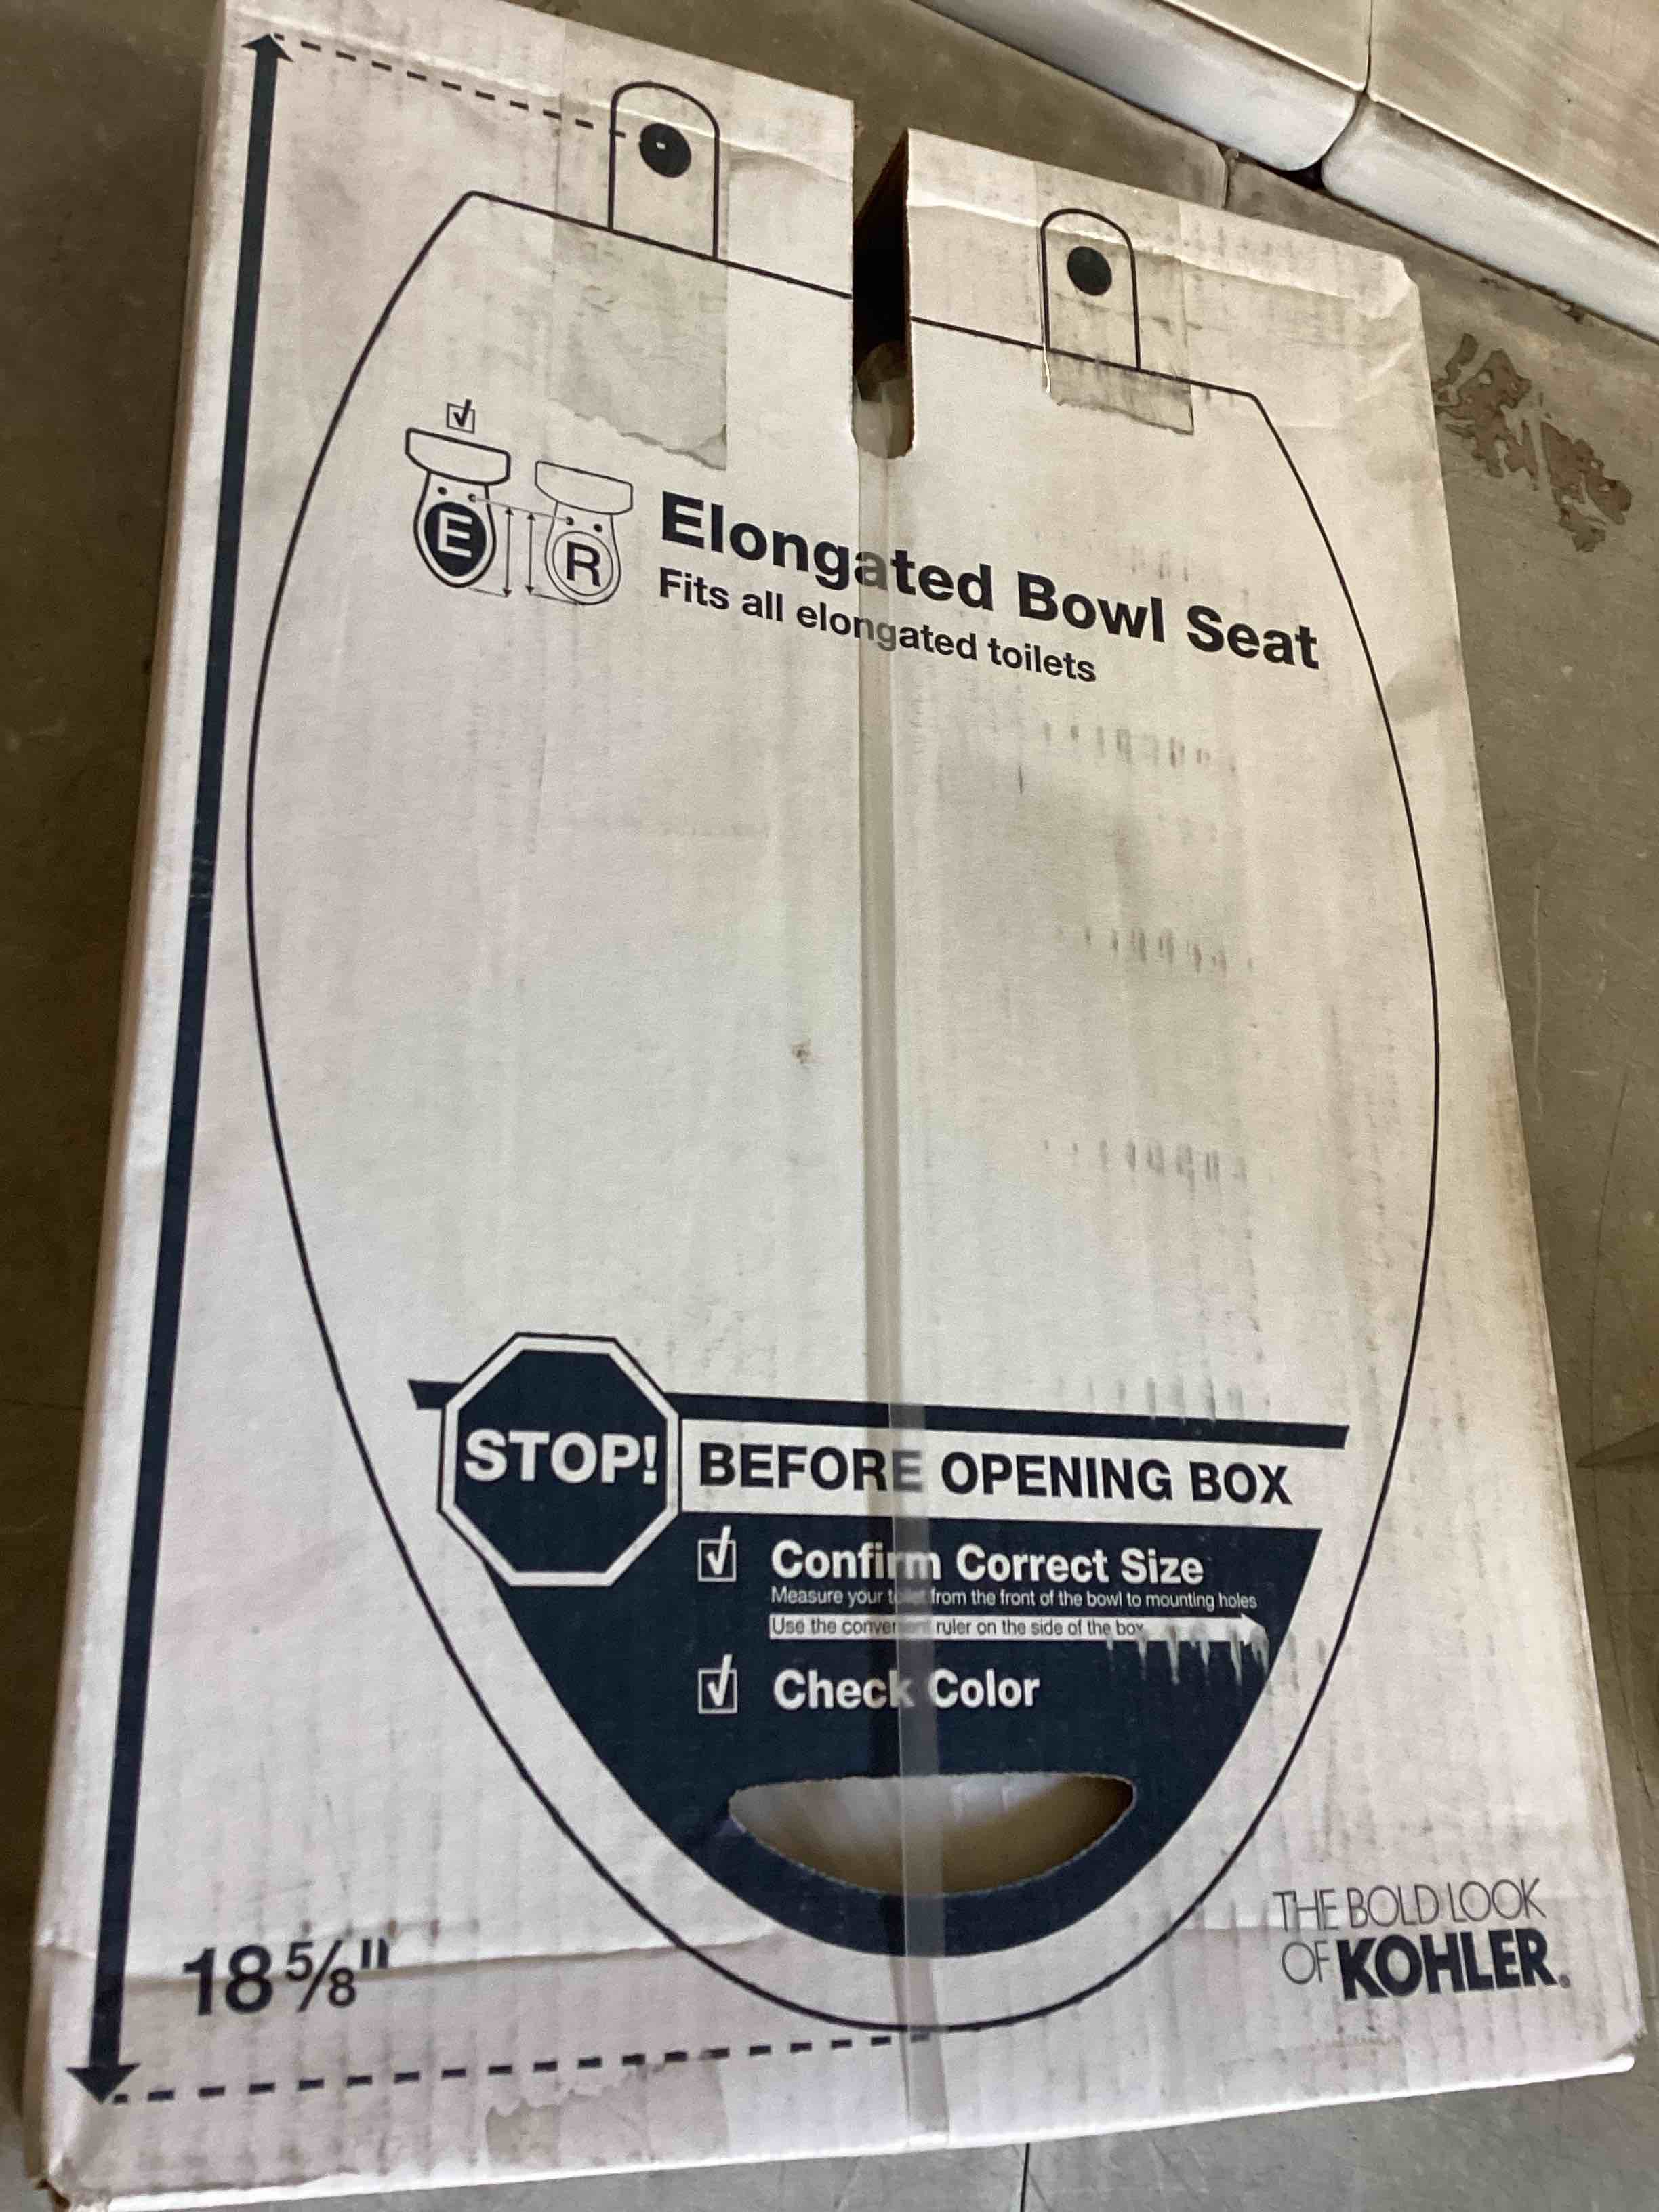 E
R
Elongated Bowl Seat
Fits all elongated toilets
STOP!
BEFORE OPENING BOX
Confirm Correct Size
Measure your toilet from the front of the bowl to mounting holes
Use the convenient ruler on the side of the box
Check Color
18 5/8"
THE BOLD LOOK
OF KOHLER®